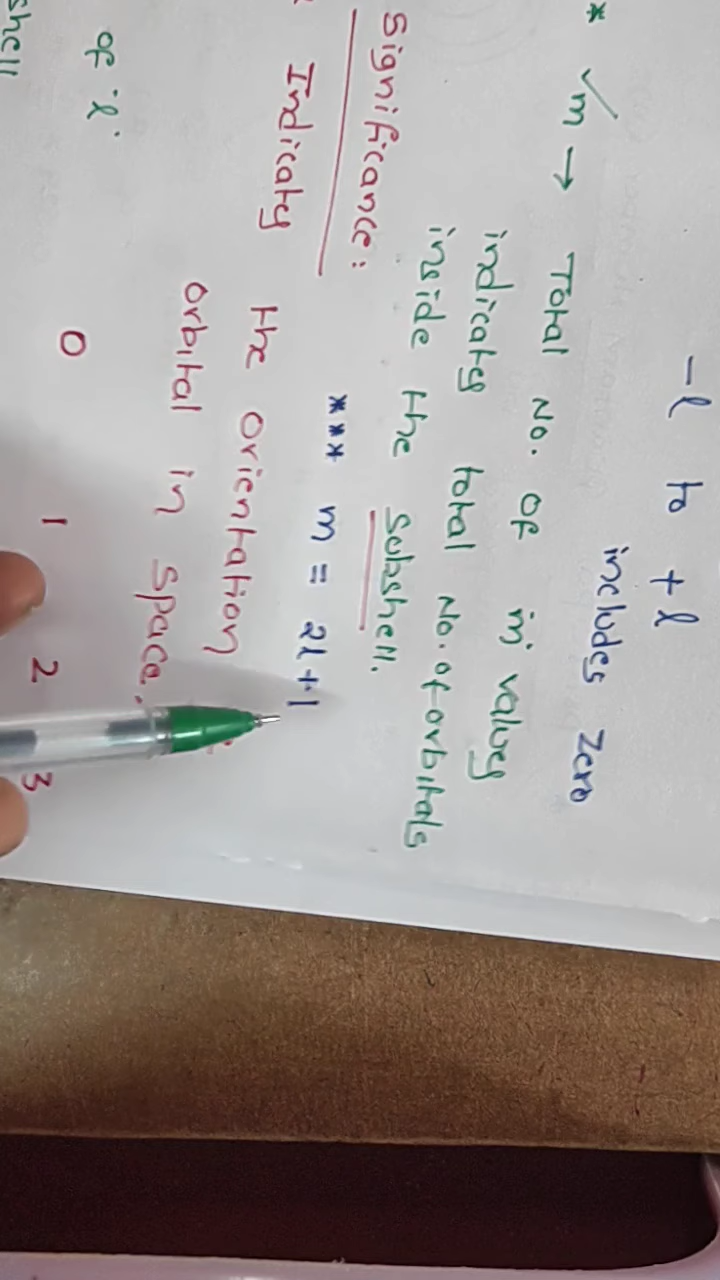 -l to +l
includes zero
* √m → Total No. of 'm' values
indicates total No. of orbitals
inside the subshell.
Significance:
*** m = 2l+1
Indicates the orientation
orbital in space.
of 'l' 0 1 2 3
shell